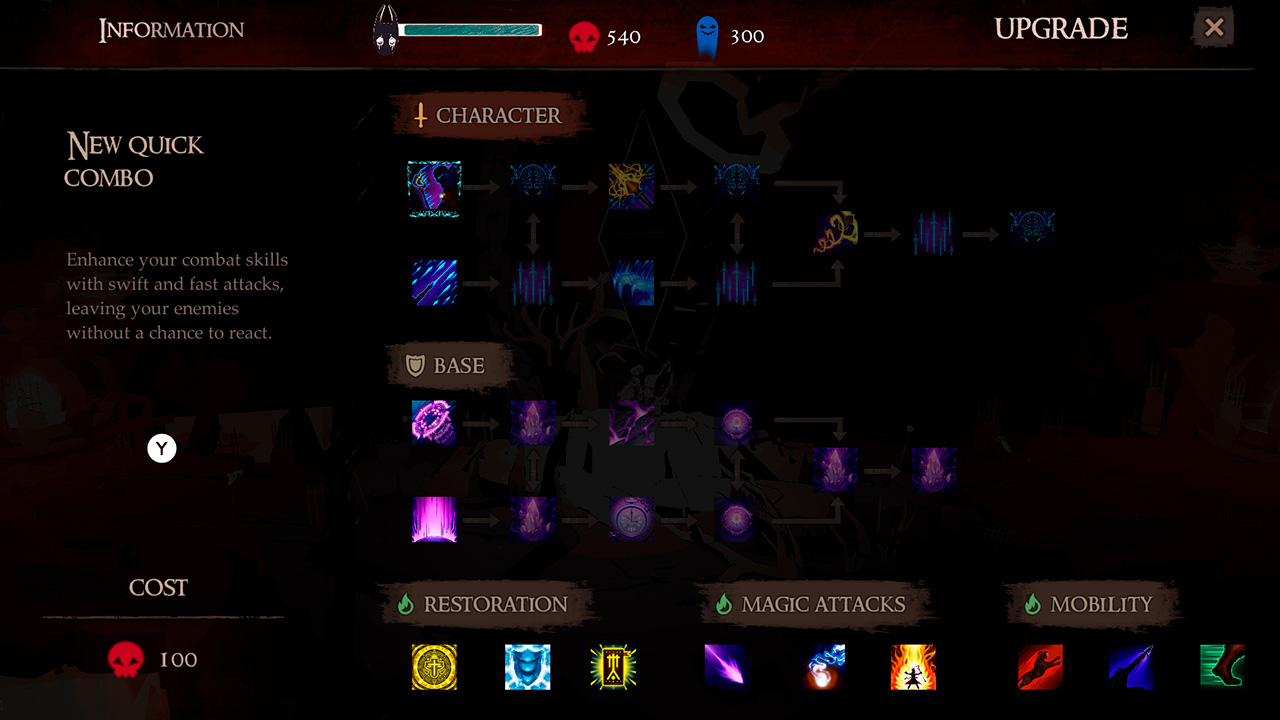 INFORMATION
540
300
UPGRADE
NEW QUICK
COMBO
Enhance your combat skills
with swift and fast attacks,
leaving your enemies
without a chance to react.
Y
COST
100
CHARACTER
BASE
RESTORATION
MAGIC ATTACKS
MOBILITY